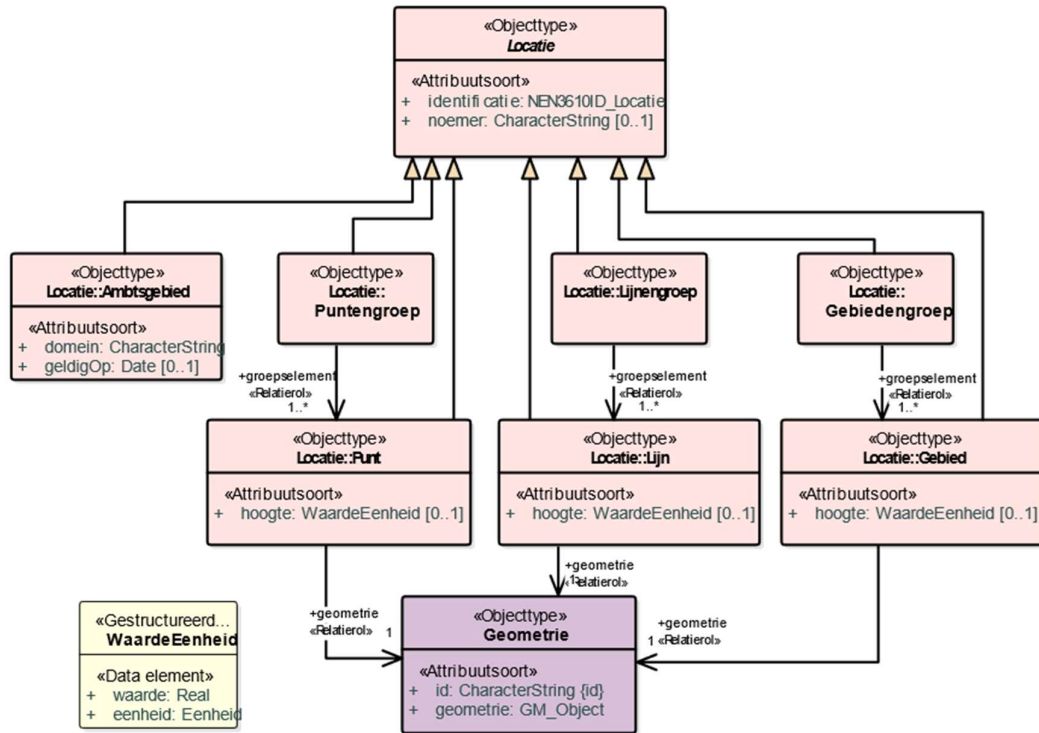 «Objecttype»
Locatie
«Attribuutsoort»
+ identificatie: NEN3610ID_Locatie
+ noemer: CharacterString [0..1]
«Objecttype»
Locatie::Ambtsgebied
«Attribuutsoort»
+ domein: CharacterString
+ geldigOp: Date [0..1]
«Objecttype»
Locatie::
Puntengroep
«Objecttype»
Locatie::Lijnengroep
«Objecttype»
Locatie::
Gebiedengroep
+groepselement
«Relatierol»
1..*
+groepselement
«Relatierol»
1..*
+groepselement
«Relatierol»
1..*
«Objecttype»
Locatie::Punt
«Attribuutsoort»
+ hoogte: WaardeEenheid [0..1]
«Objecttype»
Locatie::Lijn
«Attribuutsoort»
+ hoogte: WaardeEenheid [0..1]
«Objecttype»
Locatie::Gebied
«Attribuutsoort»
+ hoogte: WaardeEenheid [0..1]
+geometrie
«Relatierol»
1
+geometrie
1
«Relatierol»
+geometrie
1 «Relatierol»
«Gestructureerd...
WaardeEenheid
«Data element»
+ waarde: Real
+ eenheid: Eenheid
«Objecttype»
Geometrie
«Attribuutsoort»
+ id: CharacterString {id}
+ geometrie: GM_Object